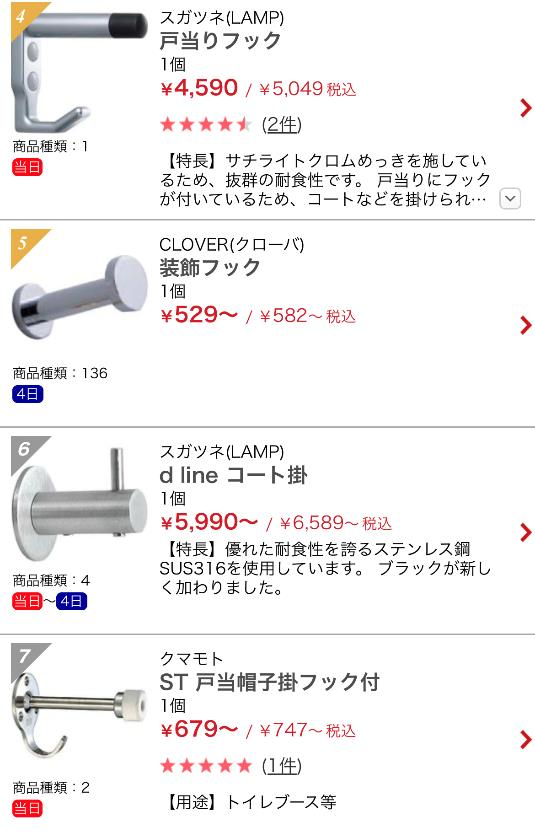 4
スガツネ(LAMP)
戸当りフック
1個
¥4,590 / ¥5,049 税込
(2件)
商品種類：1
当日
【特長】サチライトクロムめっきを施してい
るため、抜群の耐食性です。 戸当りにフック
が付いているため、コートなどを掛けられ…
5
CLOVER(クローバ)
装飾フック
1個
¥529〜 / ¥582〜 税込
商品種類：136
4日
6
スガツネ(LAMP)
d line コート掛
1個
¥5,990〜 / ¥6,589〜 税込
【特長】優れた耐食性を誇るステンレス鋼
SUS316を使用しています。 ブラックが新し
く加わりました。
商品種類：4
当日〜4日
7
クマモト
ST 戸当帽子掛フック付
1個
¥679〜 / ¥747〜 税込
(1件)
商品種類：2
当日
【用途】トイレブース等